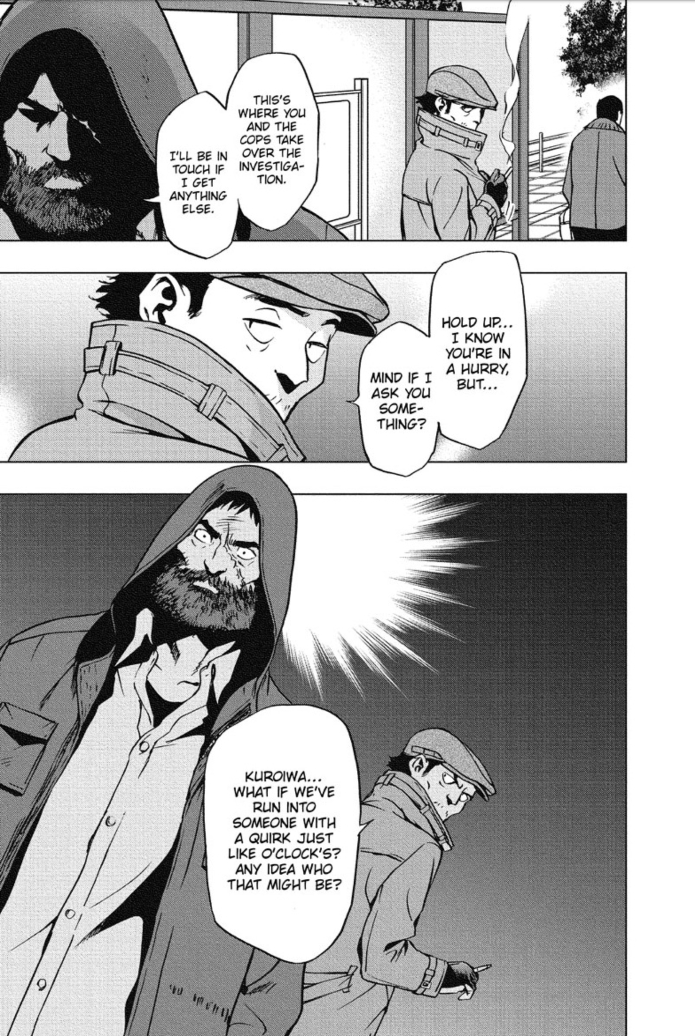 THIS'S
WHERE YOU
AND THE
COPS TAKE
OVER THE
INVESTIGA-
TION.
I'LL BE IN
TOUCH IF
I GET
ANYTHING
ELSE.
HOLD UP...
I KNOW
YOU'RE IN
A HURRY,
BUT...
MIND IF I
ASK YOU
SOME-
THING?
KUROIWA...
WHAT IF WE'VE
RUN INTO
SOMEONE WITH
A QUIRK JUST
LIKE O'CLOCK'S?
ANY IDEA WHO
THAT MIGHT BE?